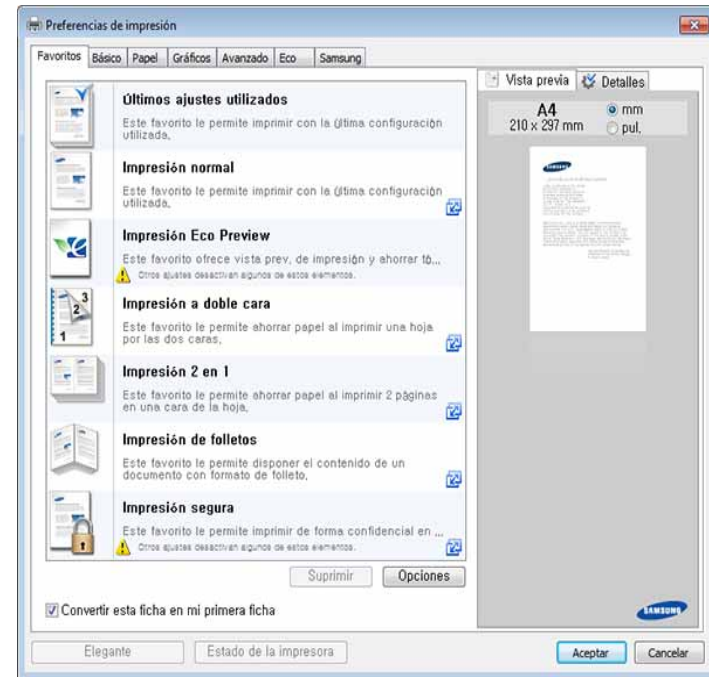 Preferencias de impresión
Favoritos Básico Papel Gráficos Avanzado Eco Samsung
Últimos ajustes utilizados
Este favorito le permite imprimir con la última configuración
utilizada.
Impresión normal
Este favorito le permite imprimir con la última configuración
utilizada.
Impresión Eco Preview
Este favorito ofrece vista prev. de impresión y ahorrar tó...
Otros ajustes desactivan algunos de estos elementos.
Impresión a doble cara
Este favorito le permite ahorrar papel al imprimir una hoja
por las dos caras.
Impresión 2 en 1
Este favorito le permite ahorrar papel al imprimir 2 páginas
en una cara de la hoja.
Impresión de folletos
Este favorito le permite disponer el contenido de un
documento con formato de folleto.
Impresión segura
Este favorito le permite imprimir de forma confidencial en ...
Otros ajustes desactivan algunos de estos elementos.
1
2
3
Suprimir Opciones
Convertir esta ficha en mi primera ficha
Vista previa Detalles
A4
210 x 297 mm
mm
pul.
SAMSUNG
SAMSUNG
Elegante Estado de la impresora Aceptar Cancelar